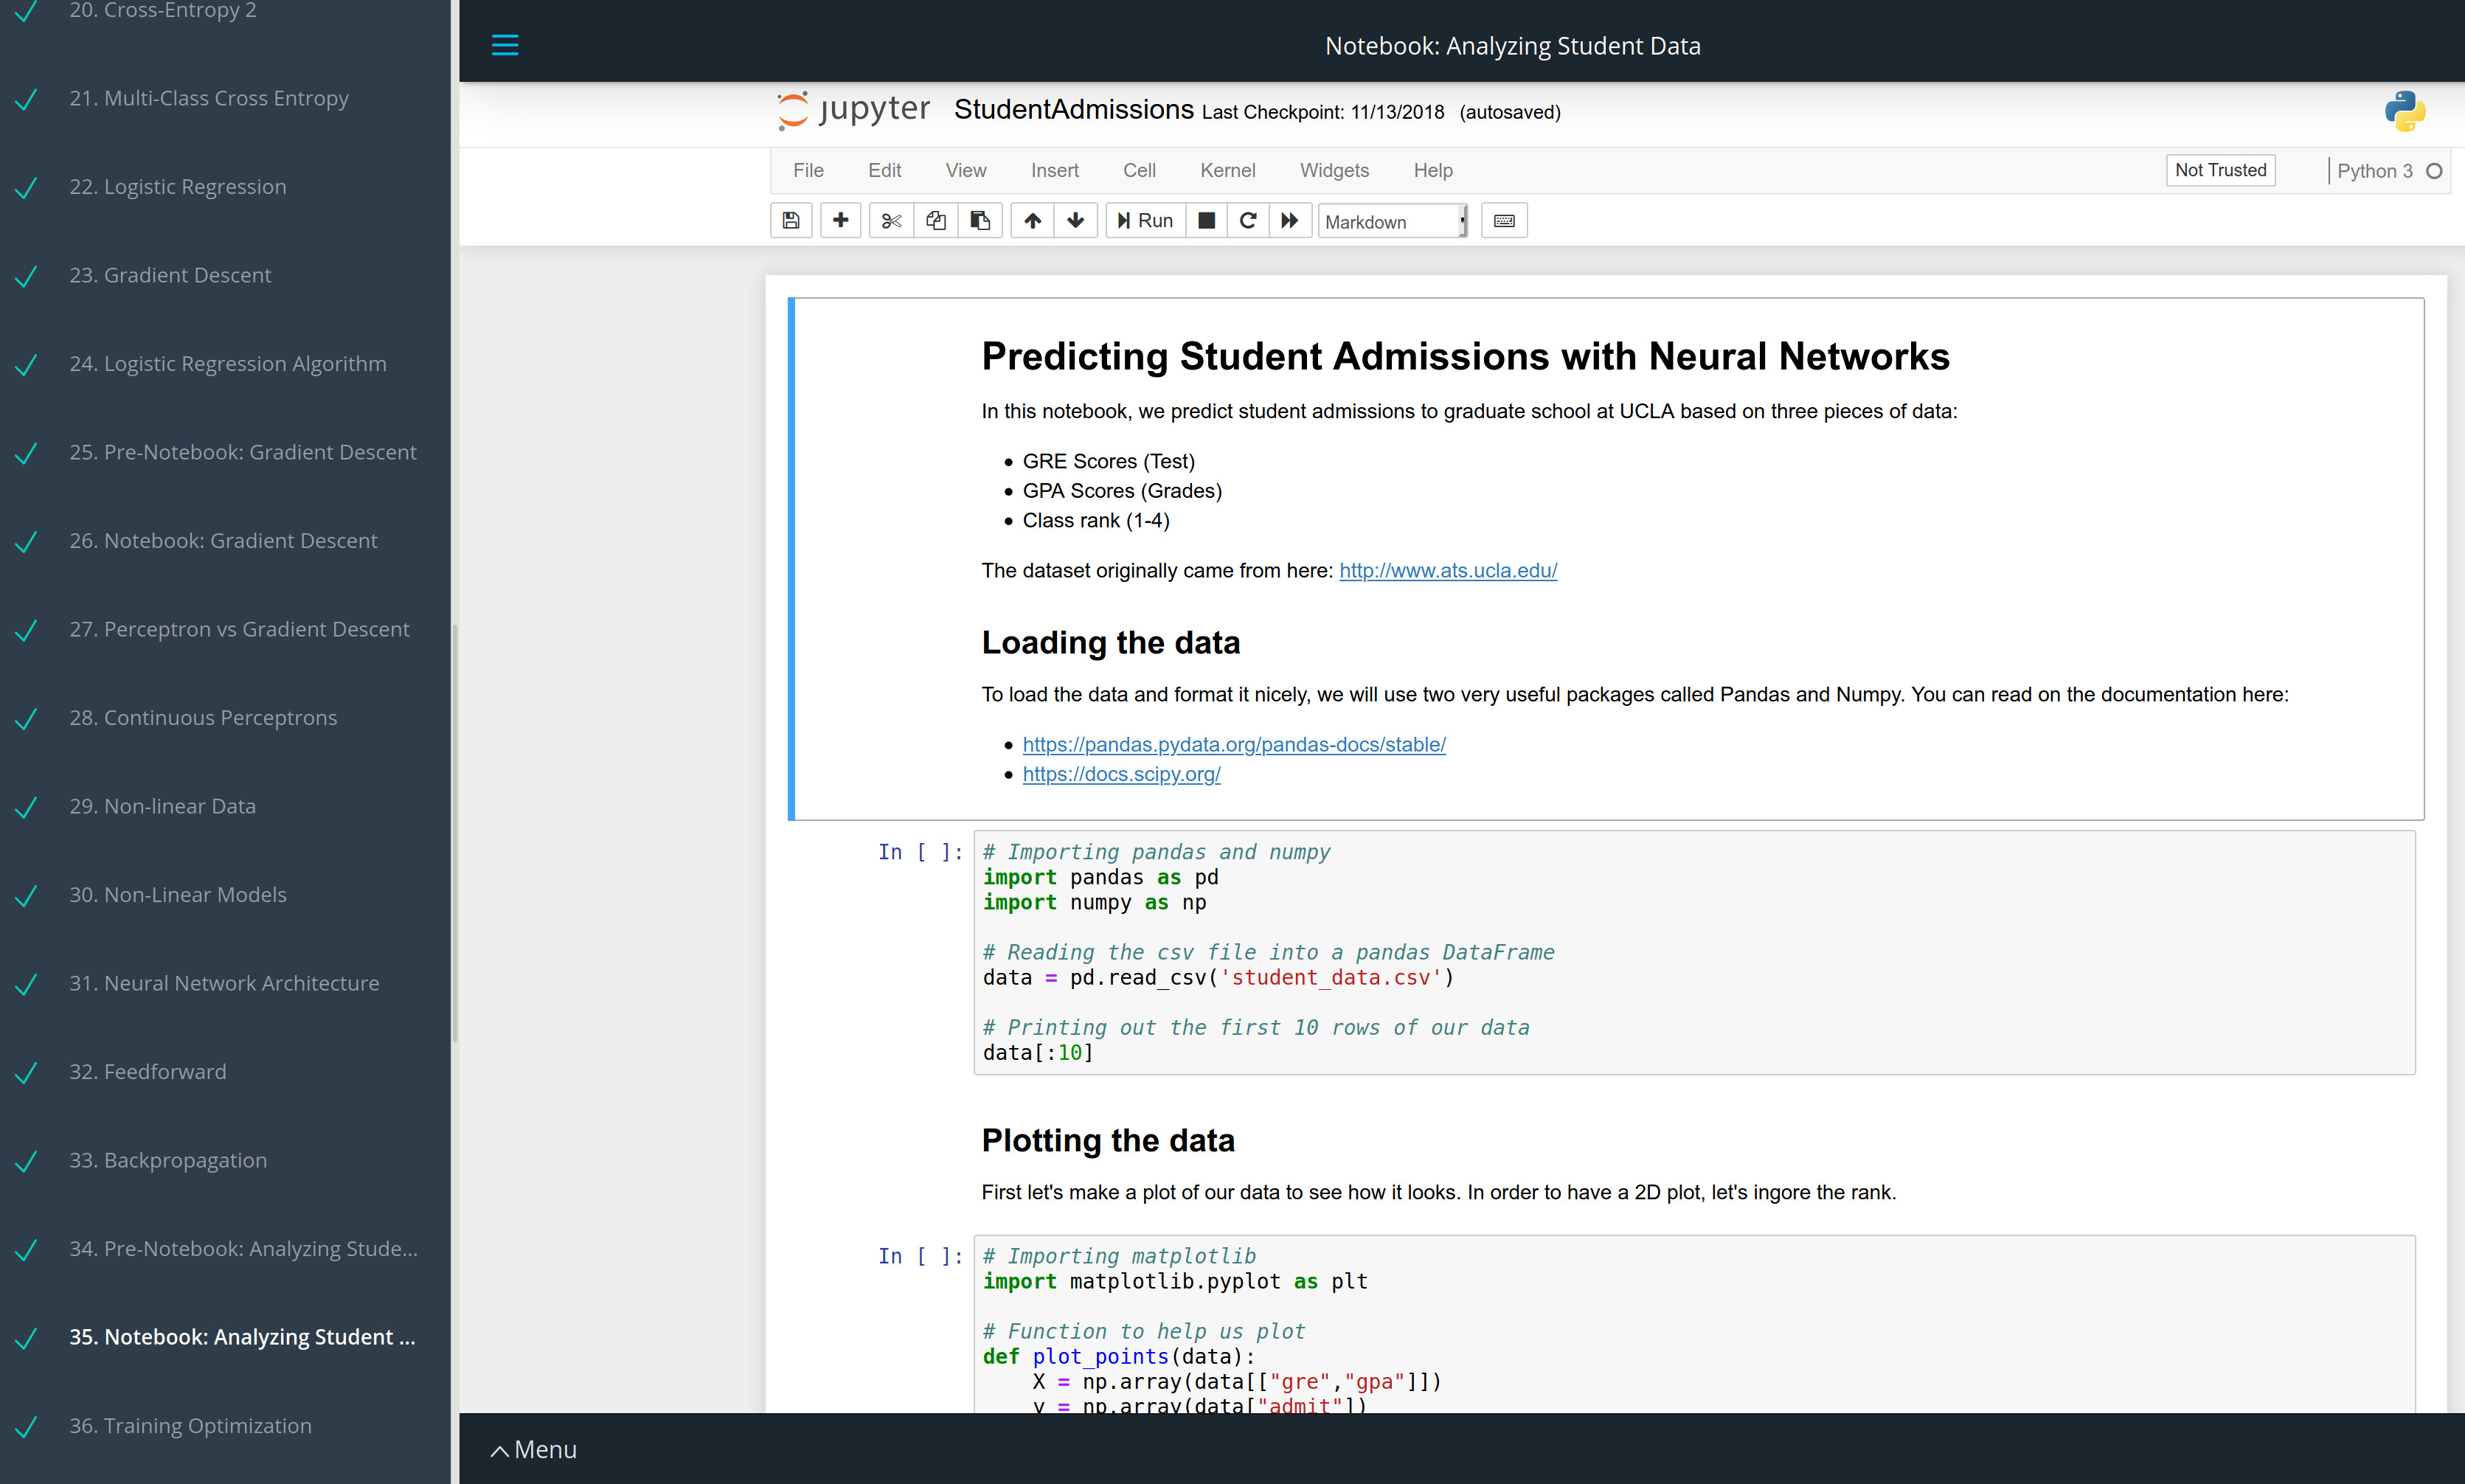 20. Cross-Entropy 2
21. Multi-Class Cross Entropy
22. Logistic Regression
23. Gradient Descent
24. Logistic Regression Algorithm
25. Pre-Notebook: Gradient Descent
26. Notebook: Gradient Descent
27. Perceptron vs Gradient Descent
28. Continuous Perceptrons
29. Non-linear Data
30. Non-Linear Models
31. Neural Network Architecture
32. Feedforward
33. Backpropagation
34. Pre-Notebook: Analyzing Stude...
35. Notebook: Analyzing Student ...
36. Training Optimization
Notebook: Analyzing Student Data
jupyter StudentAdmissions Last Checkpoint: 11/13/2018 (autosaved)
File Edit View Insert Cell Kernel Widgets Help Not Trusted Python 3
Run Markdown
Predicting Student Admissions with Neural Networks
In this notebook, we predict student admissions to graduate school at UCLA based on three pieces of data:
• GRE Scores (Test)
• GPA Scores (Grades)
• Class rank (1-4)
The dataset originally came from here: http://www.ats.ucla.edu/
Loading the data
To load the data and format it nicely, we will use two very useful packages called Pandas and Numpy. You can read on the documentation here:
• https://pandas.pydata.org/pandas-docs/stable/
• https://docs.scipy.org/
In [ ]: # Importing pandas and numpy
import pandas as pd
import numpy as np
# Reading the csv file into a pandas DataFrame
data = pd.read_csv('student_data.csv')
# Printing out the first 10 rows of our data
data[:10]
Plotting the data
First let's make a plot of our data to see how it looks. In order to have a 2D plot, let's ingore the rank.
In [ ]: # Importing matplotlib
import matplotlib.pyplot as plt
# Function to help us plot
def plot_points(data):
    X = np.array(data[["gre","gpa"]])
    y = np.array(data["admit"])
Menu